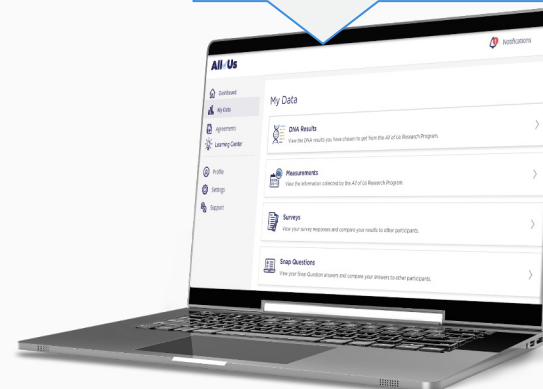 All of Us
Notifications
Dashboard
My Data
Agreements
Learning Center
Profile
Settings
Support
My Data
DNA Results
View the DNA results you have chosen to get from the All of Us Research Program.
Measurements
View the information collected by the All of Us Research Program.
Surveys
View your survey responses and compare your results to other participants.
Snap Questions
View your Snap Question answers and compare your answers to other participants.